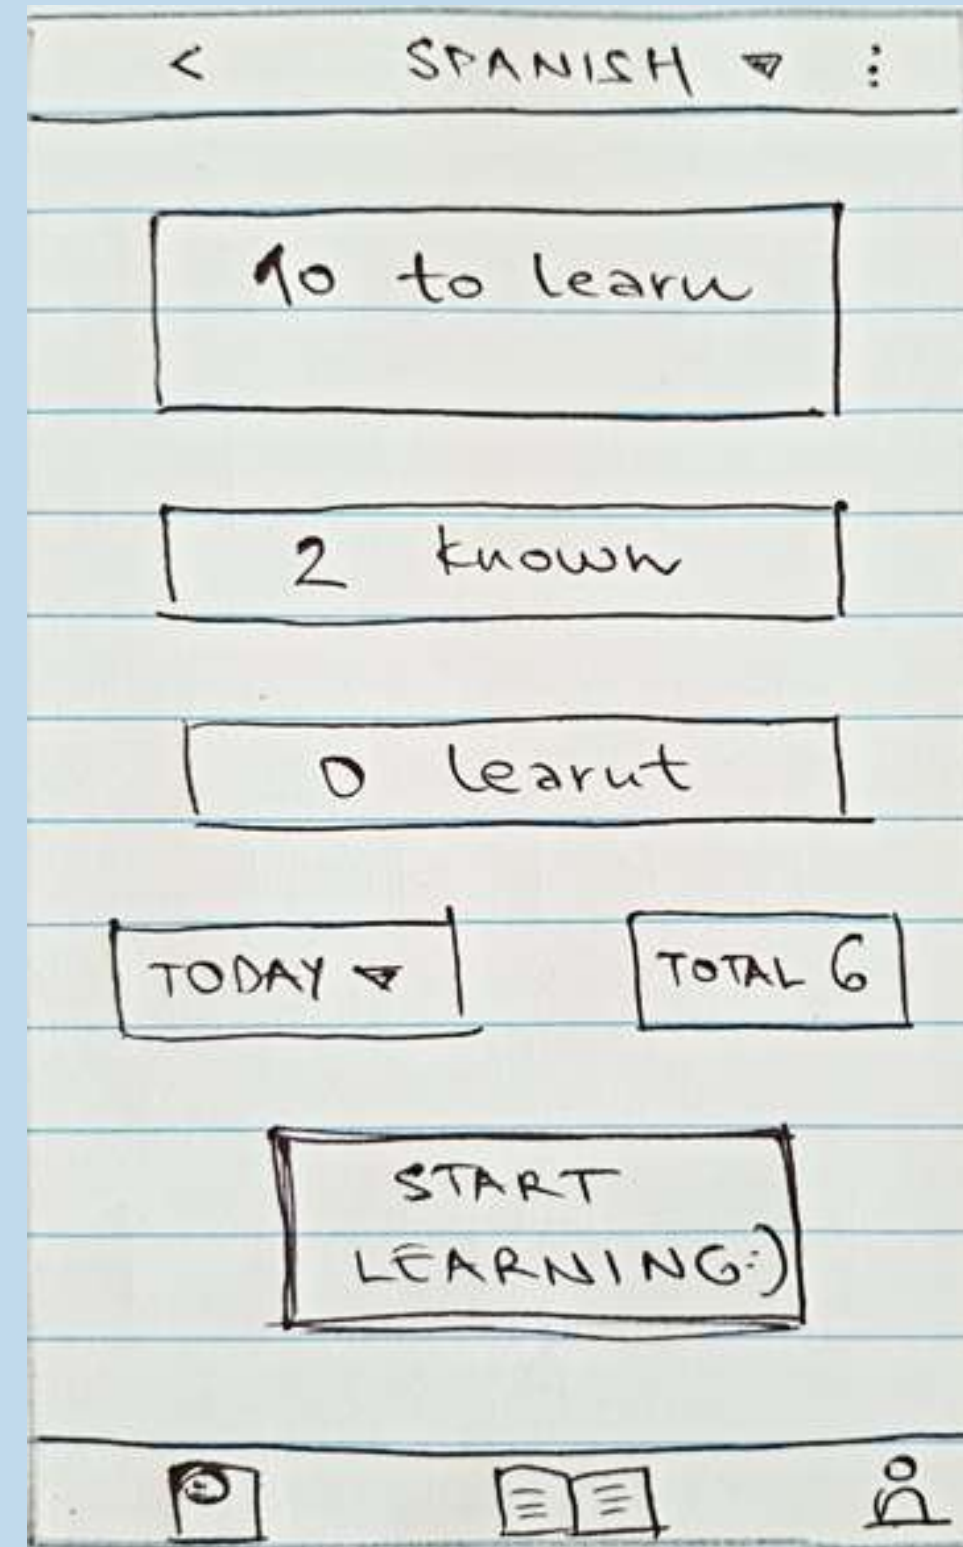 < SPANISH
10 to learn
2 known
0 learnt
TODAY
TOTAL 6
START
LEARNING:)